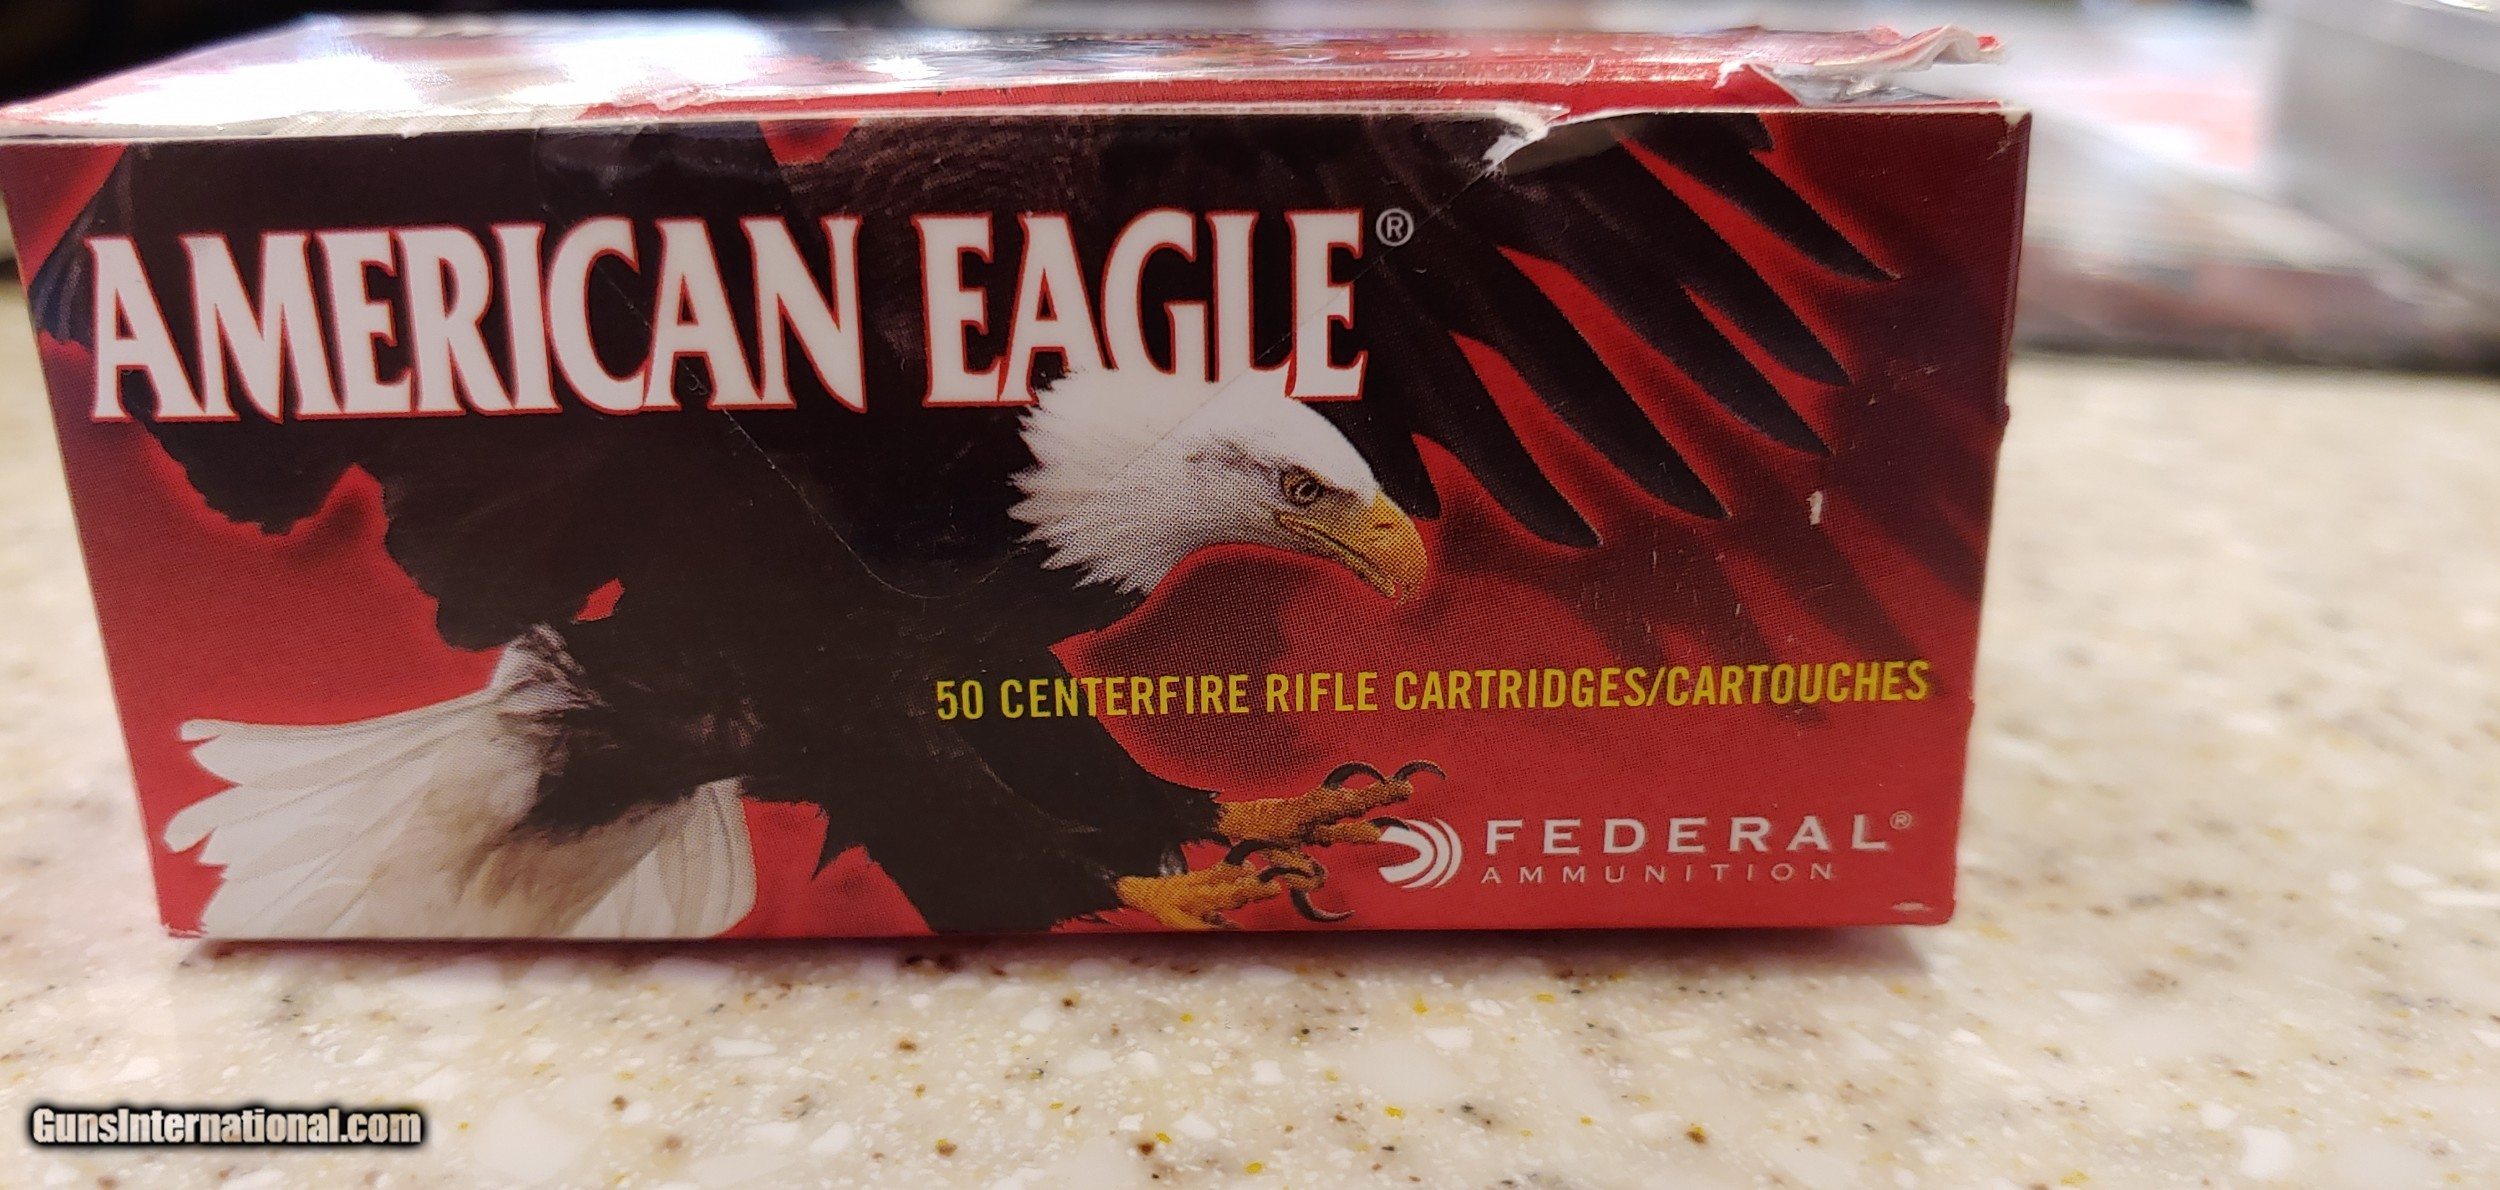 AMERICAN EAGLE®
50 CENTERFIRE RIFLE CARTRIDGES/CARTOUCHES
FEDERAL®
AMMUNITION
GunsInternational.com